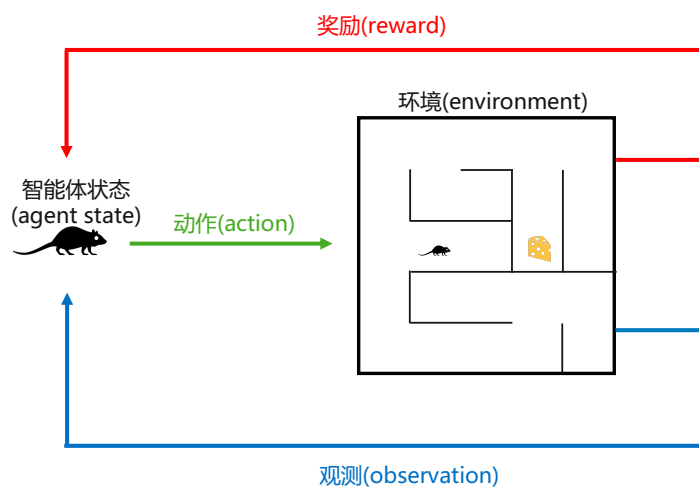 奖励(reward)
环境(environment)
智能体状态
(agent state)
动作(action)
观测(observation)